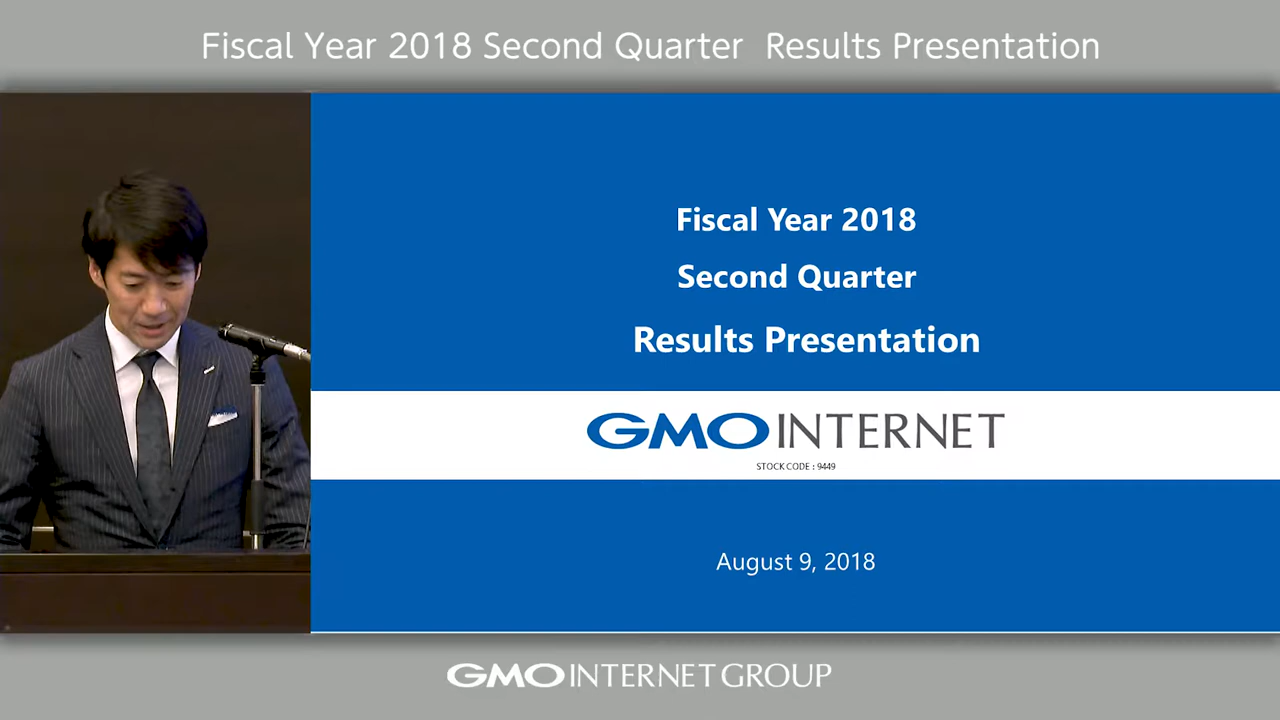 Fiscal Year 2018 Second Quarter Results Presentation
Fiscal Year 2018
Second Quarter
Results Presentation
GMO INTERNET
STOCK CODE : 9449
August 9, 2018
GMO INTERNET GROUP